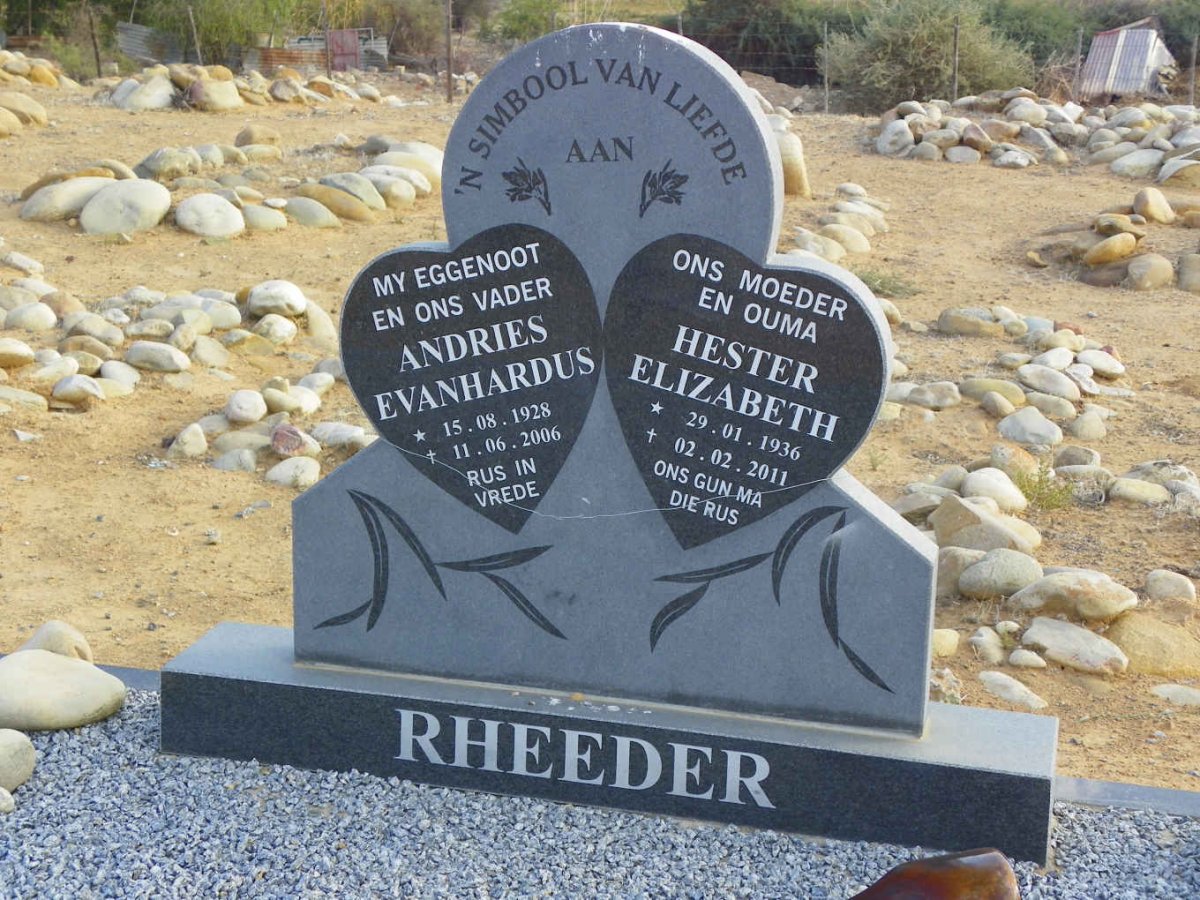 'N SIMBOOL VAN LIEFDE
AAN
MY EGGENOOT
EN ONS VADER
ANDRIES
EVANHARDUS
15.08.1928
11.06.2006
RUS IN
VREDE
ONS MOEDER
EN OUMA
HESTER
ELIZABETH
29.01.1936
02.02.2011
ONS GUN MA
DIE RUS
RHEEDER